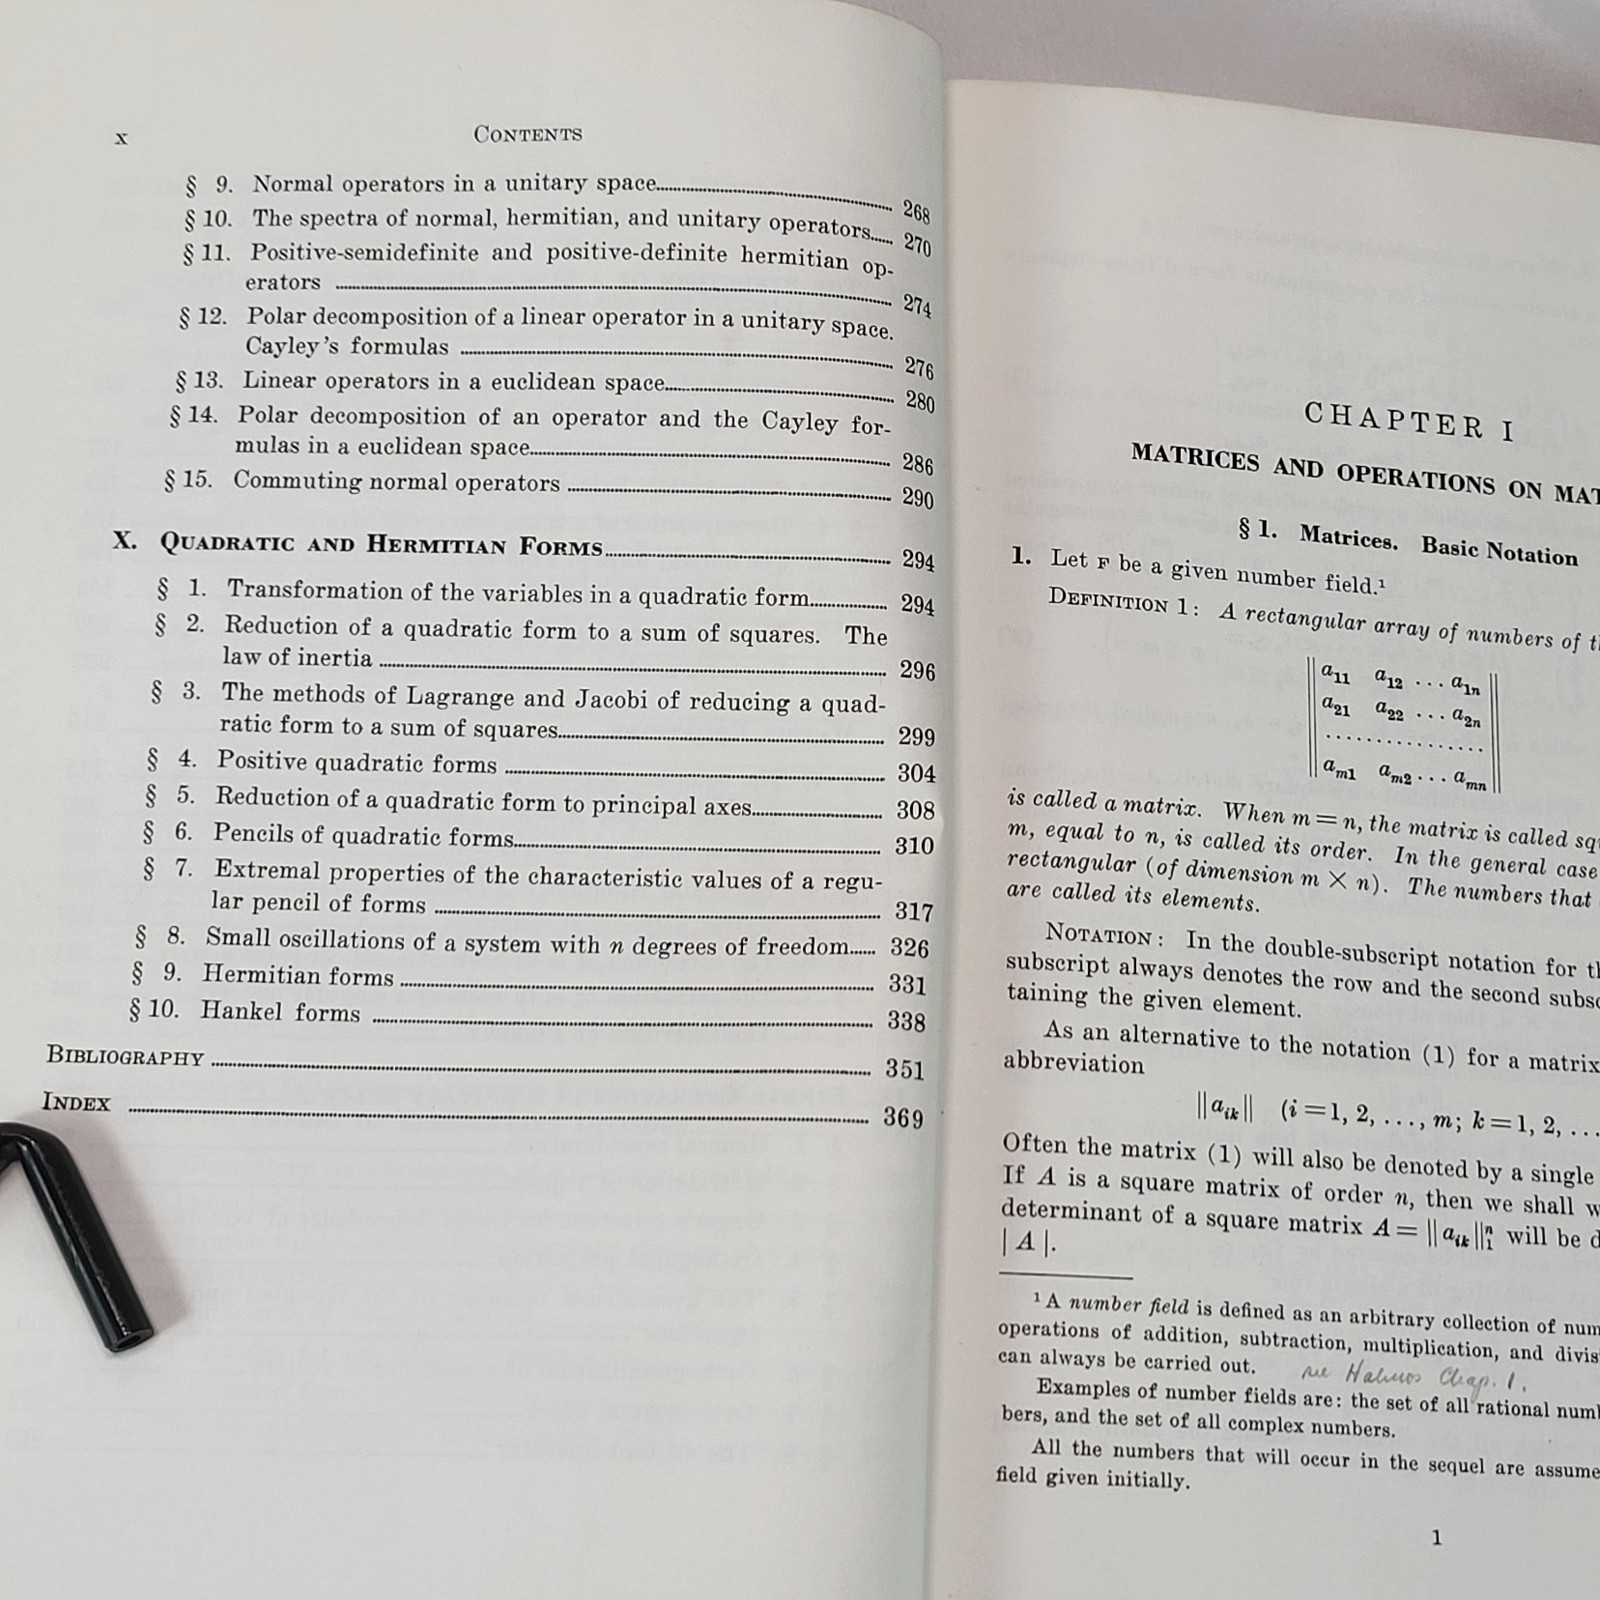 x
CONTENTS
§ 9. Normal operators in a unitary space 268
§ 10. The spectra of normal, hermitian, and unitary operators 270
§ 11. Positive-semidefinite and positive-definite hermitian op-
erators 274
§ 12. Polar decomposition of a linear operator in a unitary space.
Cayley's formulas 276
§ 13. Linear operators in a euclidean space 280
§ 14. Polar decomposition of an operator and the Cayley for-
mulas in a euclidean space 286
§ 15. Commuting normal operators 290
X. QUADRATIC AND HERMITIAN FORMS 294
§ 1. Transformation of the variables in a quadratic form 294
§ 2. Reduction of a quadratic form to a sum of squares. The
law of inertia 296
§ 3. The methods of Lagrange and Jacobi of reducing a quad-
ratic form to a sum of squares 299
§ 4. Positive quadratic forms 304
§ 5. Reduction of a quadratic form to principal axes 308
§ 6. Pencils of quadratic forms 310
§ 7. Extremal properties of the characteristic values of a regu-
lar pencil of forms 317
§ 8. Small oscillations of a system with n degrees of freedom 326
§ 9. Hermitian forms 331
§ 10. Hankel forms 338
BIBLIOGRAPHY 351
INDEX 369
CHAPTER I
MATRICES AND OPERATIONS ON MAT
§ 1. Matrices. Basic Notation
1. Let F be a given number field.¹
DEFINITION 1: A rectangular array of numbers of t
a₁₁ a₁₂ ... a₁ₙ
a₂₁ a₂₂ ... a₂ₙ
................
aₘ₁ aₘ₂ ... aₘₙ
is called a matrix. When m = n, the matrix is called squ
m, equal to n, is called its order. In the general case
rectangular (of dimension m × n). The numbers that
are called its elements.
NOTATION: In the double-subscript notation for th
subscript always denotes the row and the second subsc
taining the given element.
As an alternative to the notation (1) for a matrix
abbreviation
|| aᵢₖ || (i = 1, 2, ..., m; k = 1, 2, ...
Often the matrix (1) will also be denoted by a single
If A is a square matrix of order n, then we shall w
determinant of a square matrix A = || aᵢₖ ||₁ⁿ will be d
| A |.
¹ A number field is defined as an arbitrary collection of num
operations of addition, subtraction, multiplication, and divis
can always be carried out. see Halmos Chap. 1.
Examples of number fields are: the set of all rational numb
bers, and the set of all complex numbers.
All the numbers that will occur in the sequel are assume
field given initially.
1